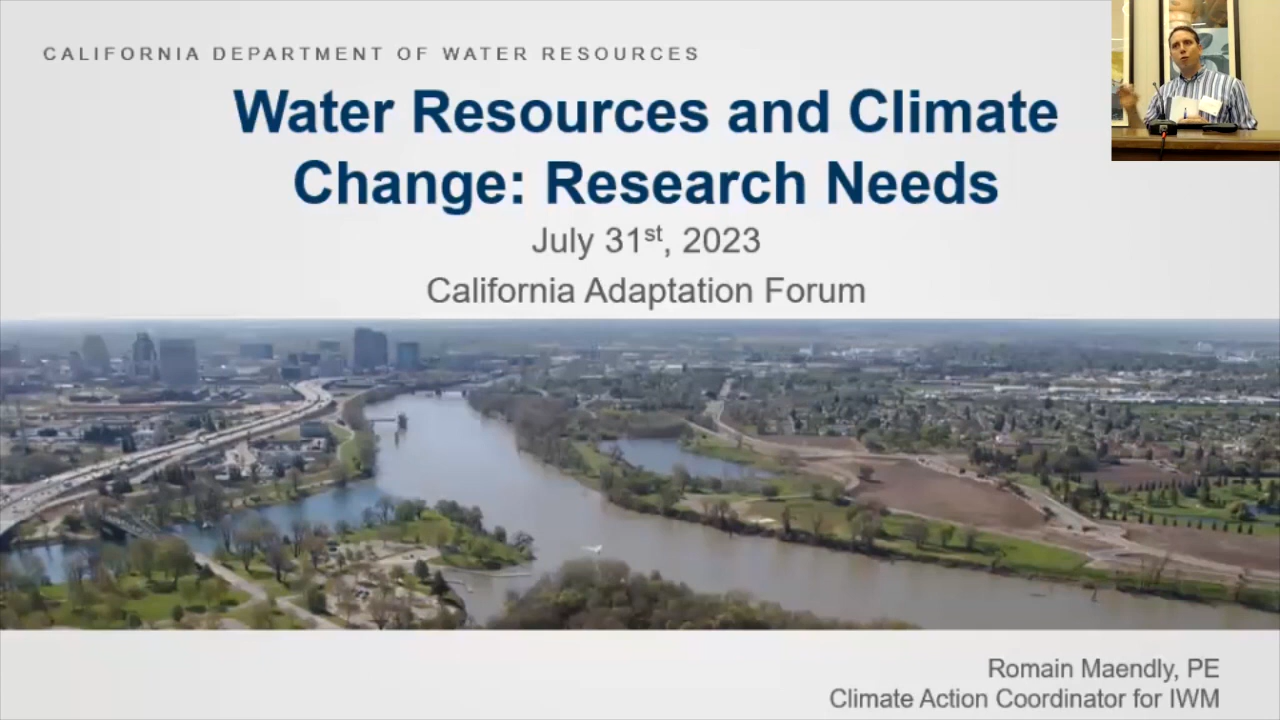 CALIFORNIA DEPARTMENT OF WATER RESOURCES
Water Resources and Climate
Change: Research Needs
July 31st, 2023
California Adaptation Forum
Romain Maendly, PE
Climate Action Coordinator for IWM